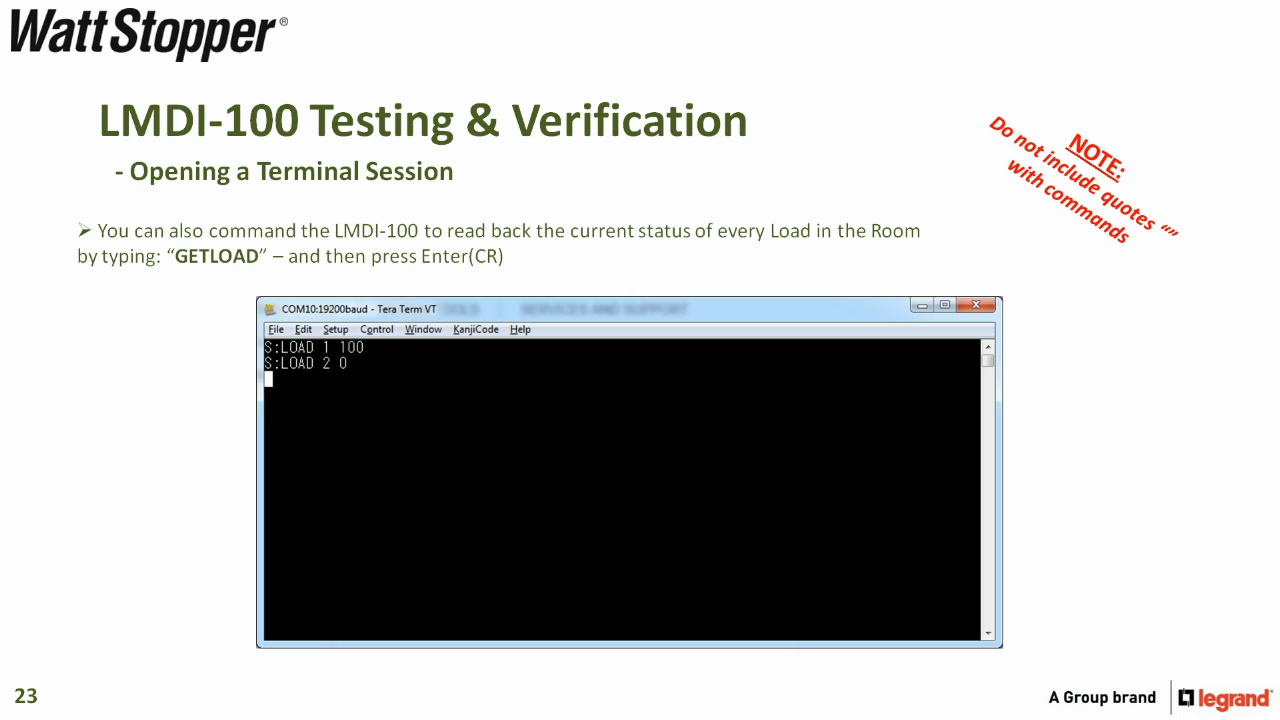 WattStopper®
LMDI-100 Testing & Verification
- Opening a Terminal Session
NOTE:
Do not include quotes “”
with commands
➢ You can also command the LMDI-100 to read back the current status of every Load in the Room
by typing: “GETLOAD” – and then press Enter(CR)
COM10:19200baud - Tera Term VT
SERVICES AND SUPPORT
File Edit Setup Control Window KanjiCode Help
S:LOAD 1 100
S:LOAD 2 0
23
A Group brand
legrand®